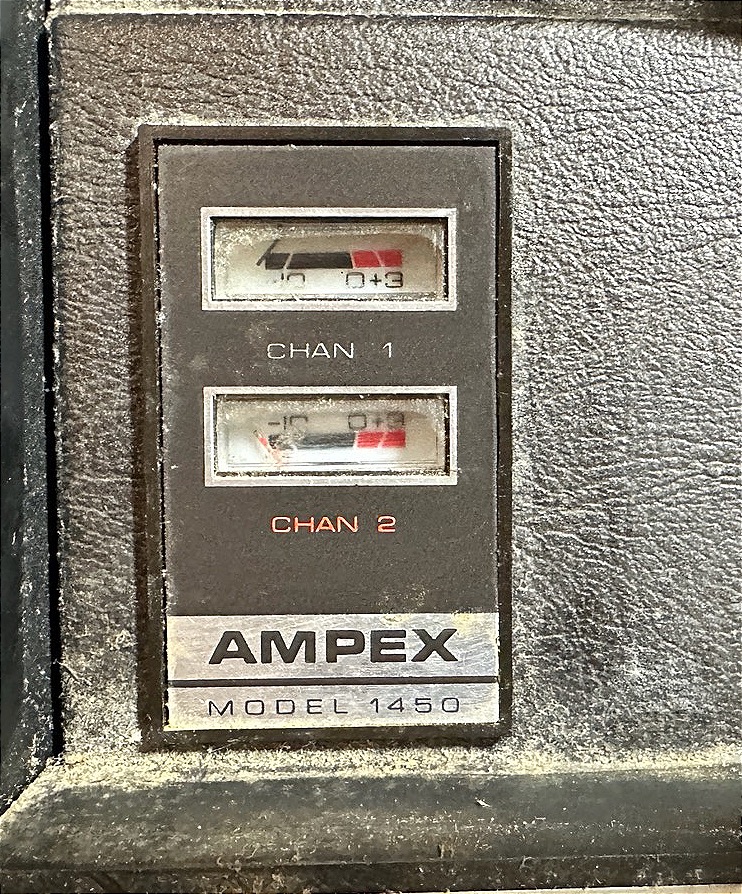 -10 0+3
CHAN 1
-10 0+3
CHAN 2
AMPEX
MODEL 1450